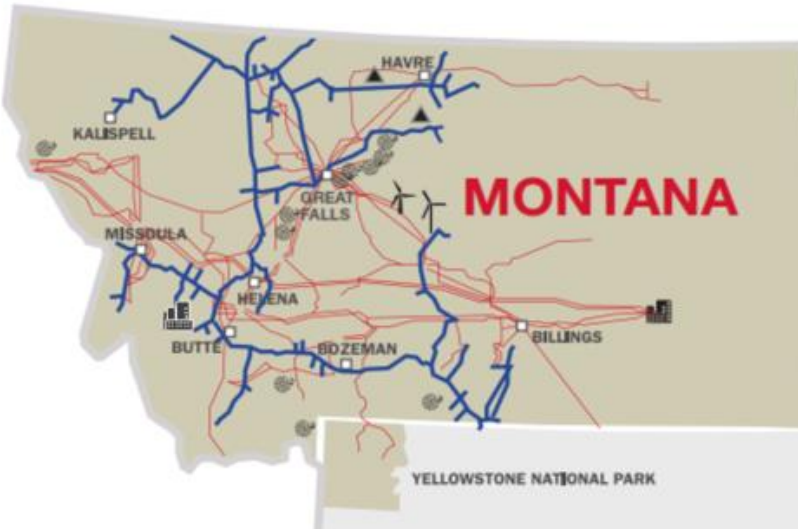 HAVRE
KALISPELL
MONTANA
GREAT
FALLS
MISSOULA
HELENA
BUTTE
BOZEMAN
BILLINGS
YELLOWSTONE NATIONAL PARK